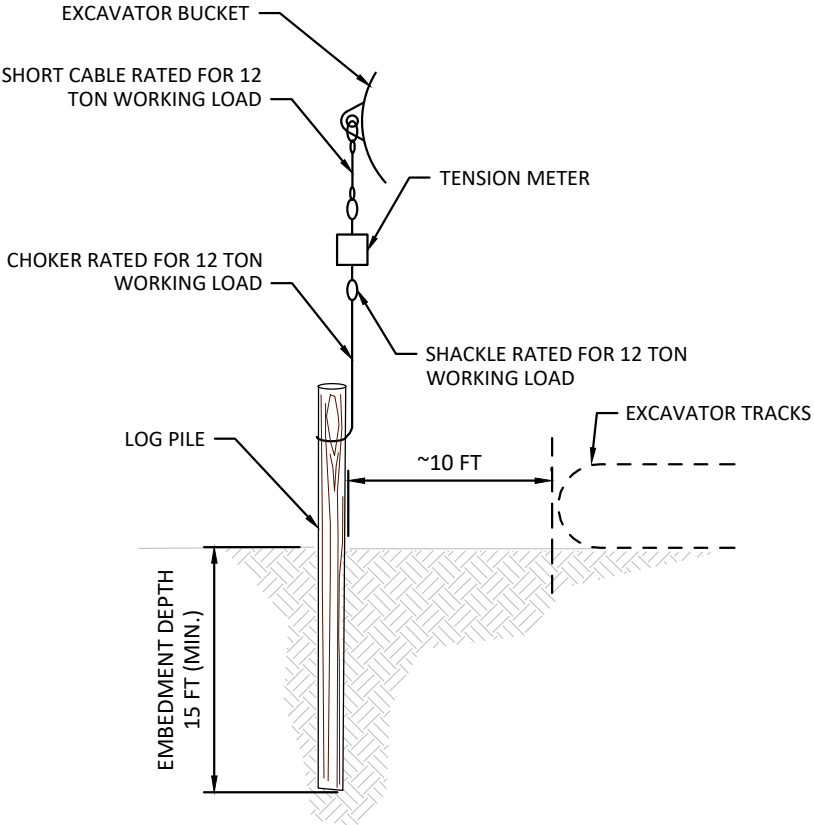 EXCAVATOR BUCKET
SHORT CABLE RATED FOR 12
TON WORKING LOAD
TENSION METER
CHOKER RATED FOR 12 TON
WORKING LOAD
SHACKLE RATED FOR 12 TON
WORKING LOAD
EXCAVATOR TRACKS
LOG PILE
~10 FT
EMBEDMENT DEPTH
15 FT (MIN.)